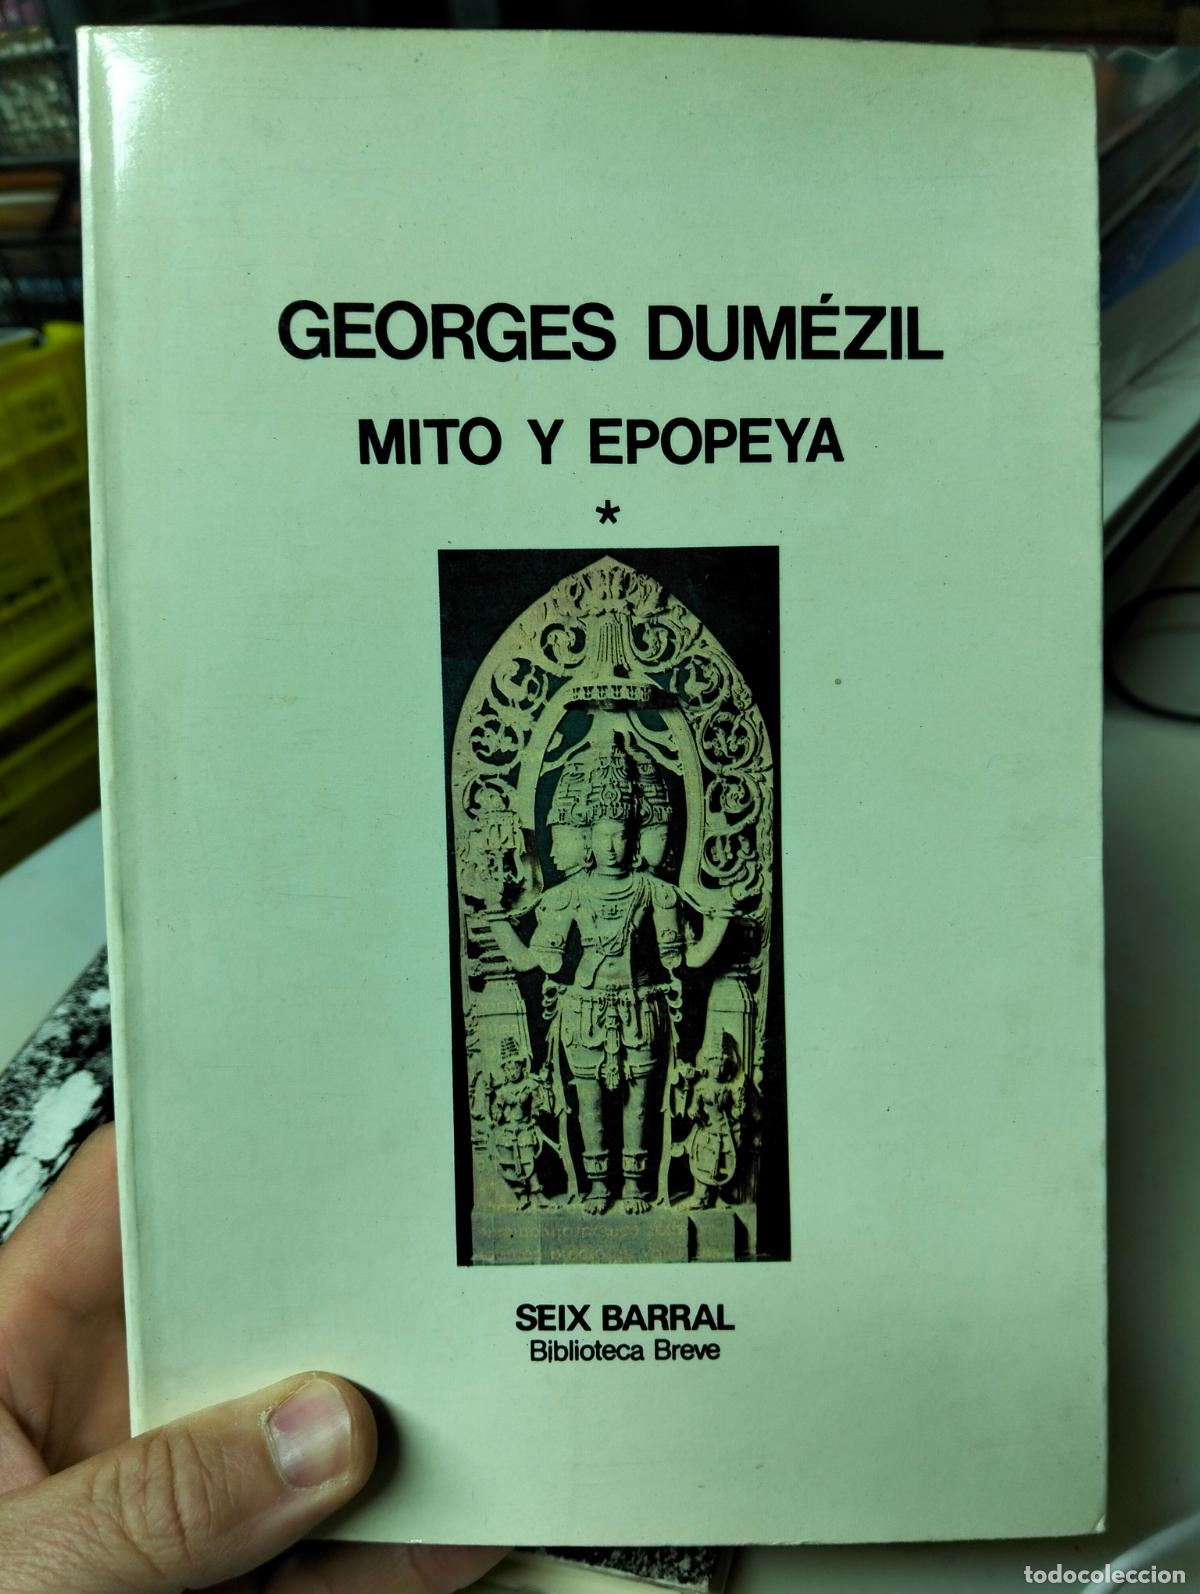 GEORGES DUMÉZIL
MITO Y EPOPEYA
*
SEIX BARRAL
Biblioteca Breve
todocoleccion